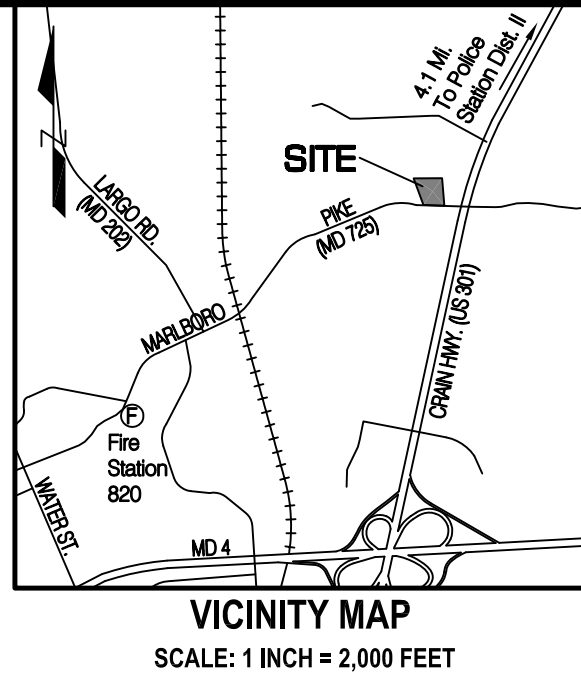 4.1 Mi.
To Police
Station Dist. II
SITE
LARGO RD.
(MD 202)
PIKE
(MD 725)
MARLBORO
CRAIN HWY. (US 301)
F
Fire
Station
820
WATER ST.
MD 4
VICINITY MAP
SCALE: 1 INCH = 2,000 FEET